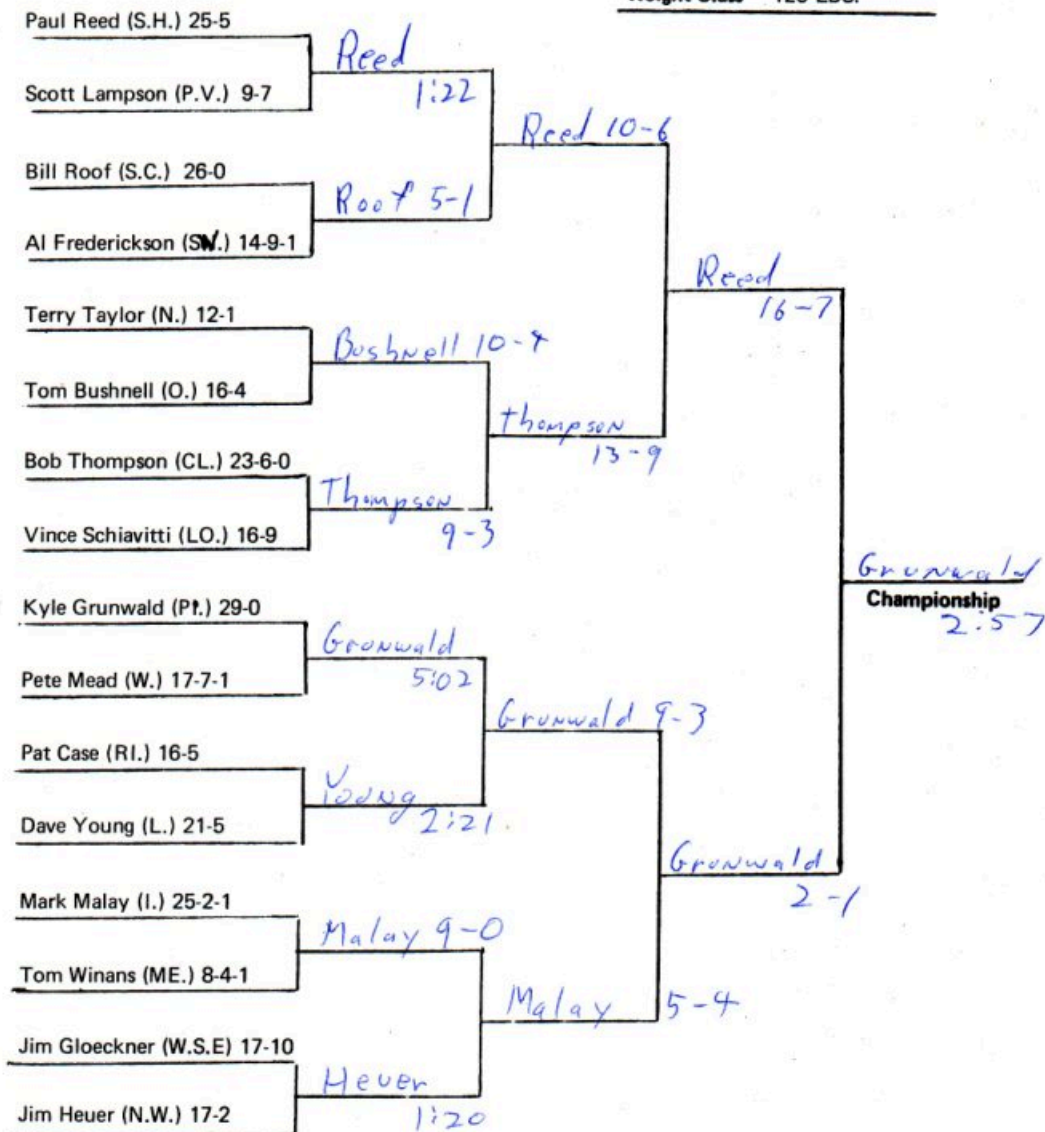 Paul Reed (S.H.) 25-5
Reed
1:22
Scott Lampson (P.V.) 9-7
Reed 10-6
Bill Roof (S.C.) 26-0
Roof 5-1
Al Frederickson (SW.) 14-9-1
Reed
16-7
Terry Taylor (N.) 12-1
Bushnell 10-4
Tom Bushnell (O.) 16-4
Thompson
13-9
Bob Thompson (CL.) 23-6-0
Thompson
9-3
Vince Schiavitti (LO.) 16-9
Grunwald
Championship
2:57
Kyle Grunwald (Pt.) 29-0
Grunwald
5:02
Pete Mead (W.) 17-7-1
Grunwald 9-3
Pat Case (RI.) 16-5
Young
2:21
Dave Young (L.) 21-5
Grunwald
2-1
Mark Malay (I.) 25-2-1
Malay 9-0
Tom Winans (ME.) 8-4-1
Malay 5-4
Jim Gloeckner (W.S.E) 17-10
Heuer
1:20
Jim Heuer (N.W.) 17-2